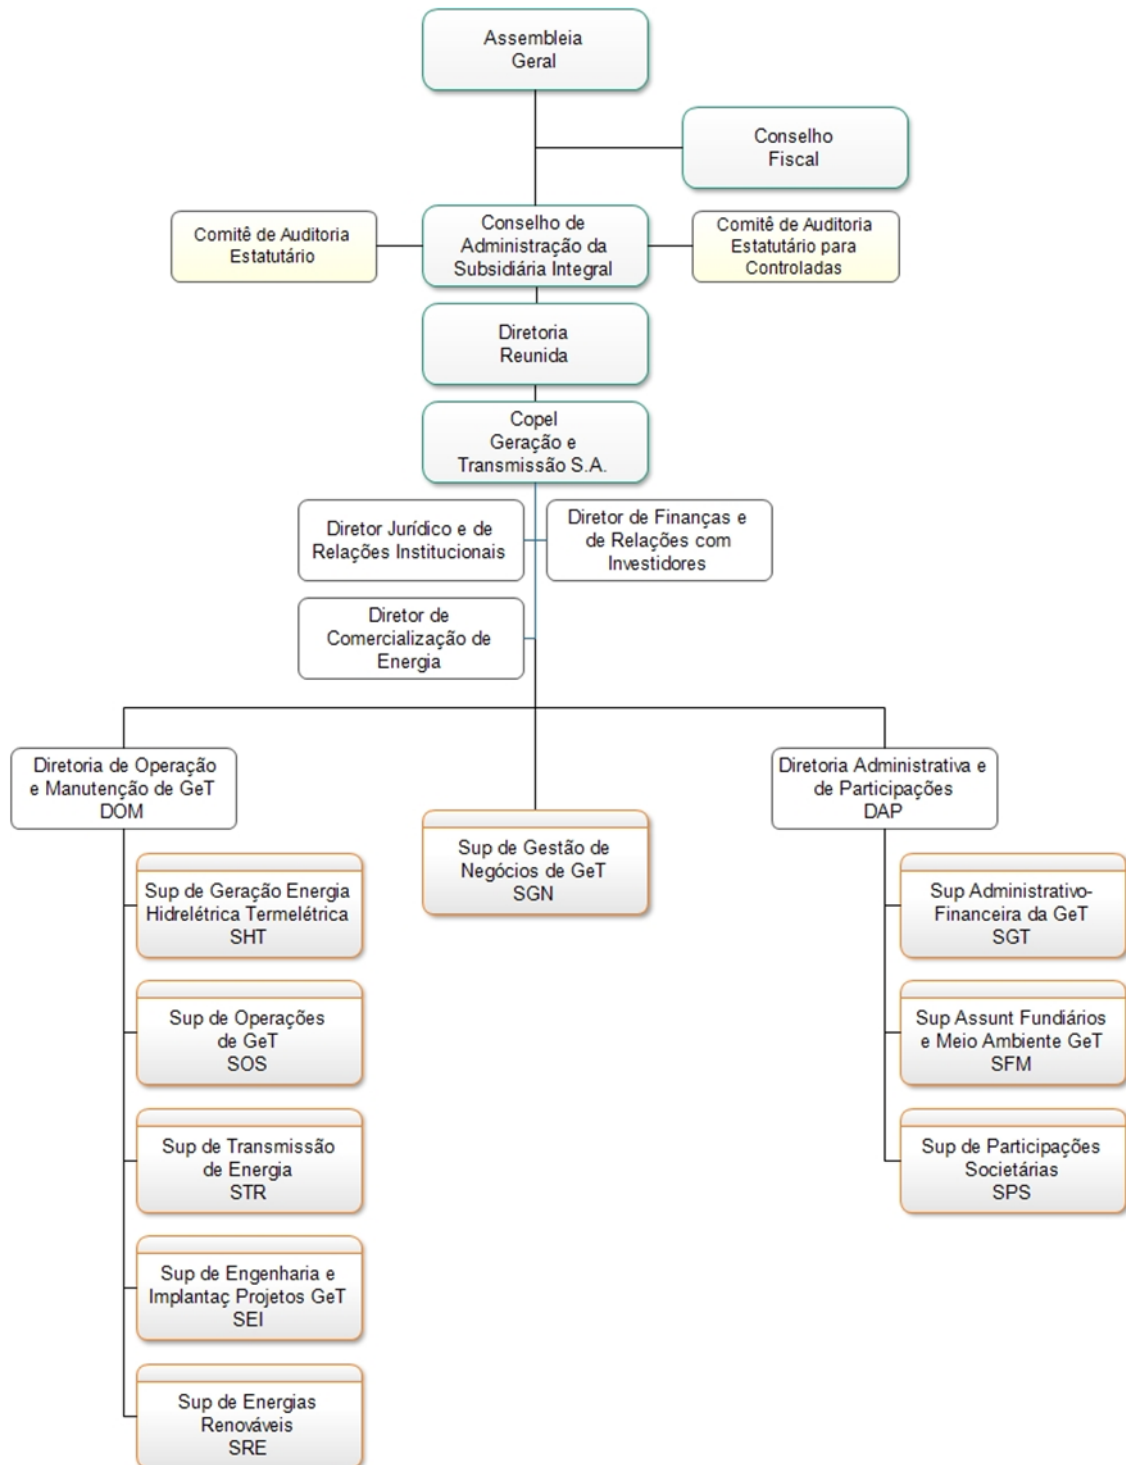 Assembleia
Geral
Conselho
Fiscal
Comitê de Auditoria
Estatutário
Conselho de
Administração da
Subsidiária Integral
Comitê de Auditoria
Estatutário para
Controladas
Diretoria
Reunida
Copel
Geração e
Transmissão S.A.
Diretor Jurídico e de
Relações Institucionais
Diretor de Finanças e
de Relações com
Investidores
Diretor de
Comercialização de
Energia
Diretoria de Operação
e Manutenção de GeT
DOM
Sup de Geração Energia
Hidrelétrica Termelétrica
SHT
Sup de Operações
de GeT
SOS
Sup de Transmissão
de Energia
STR
Sup de Engenharia e
Implantaç Projetos GeT
SEI
Sup de Energias
Renováveis
SRE
Sup de Gestão de
Negócios de GeT
SGN
Diretoria Administrativa e
de Participações
DAP
Sup Administrativo-
Financeira da GeT
SGT
Sup Assunt Fundiários
e Meio Ambiente GeT
SFM
Sup de Participações
Societárias
SPS